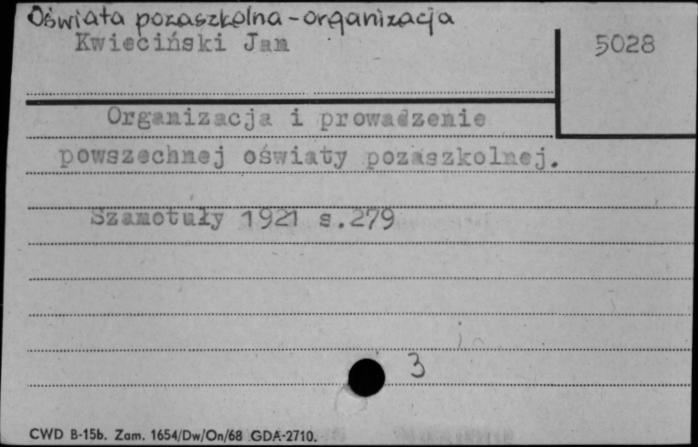 Oświata pozaszkolna - organizacja
Kwieciński Jan
5028
Organizacja i prowadzenie
powszechnej oświaty pozaszkolnej.
Szamotuły 1921 s.279
3
CWD B-15b. Zam. 1654/Dw/On/68 GDA-2710.